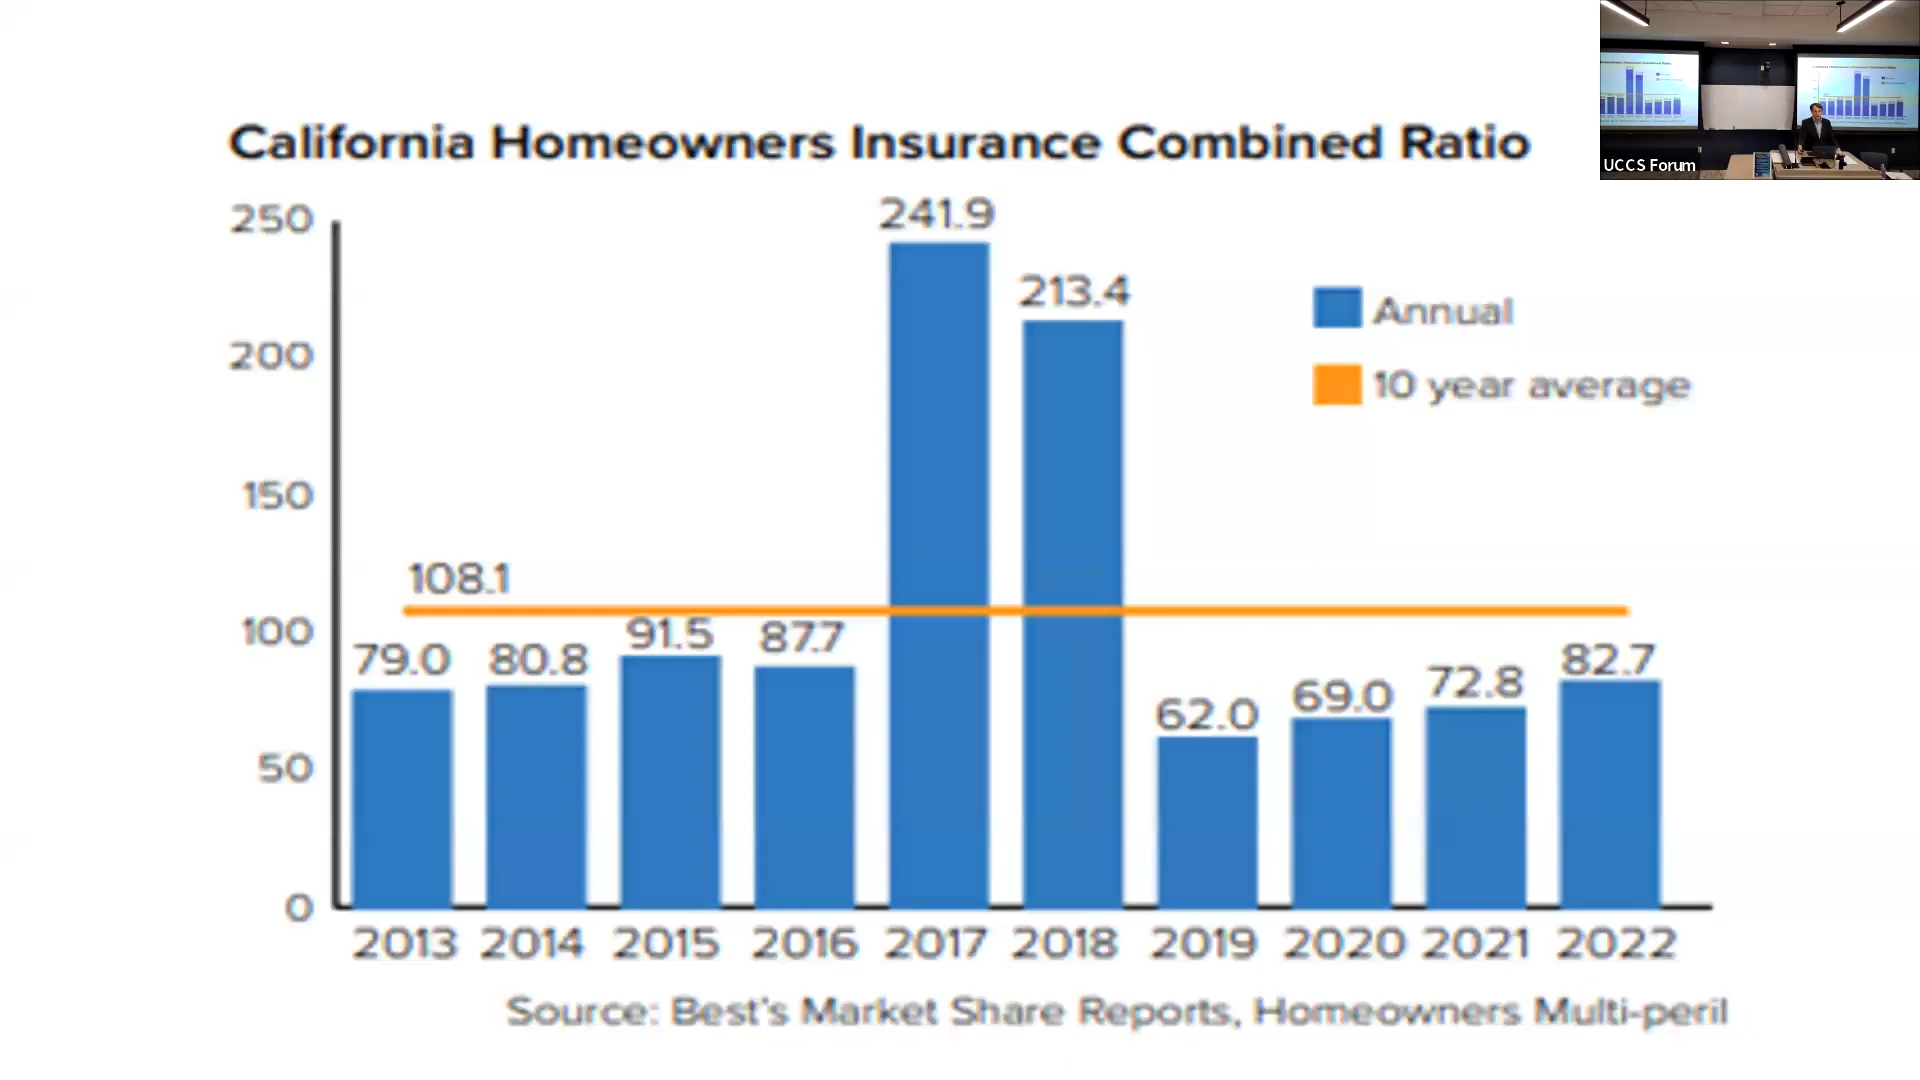 UCCS Forum
California Homeowners Insurance Combined Ratio
250
200
150
100
50
0
241.9
213.4
Annual
10 year average
108.1
79.0
80.8
91.5
87.7
62.0
69.0
72.8
82.7
2013 2014 2015 2016 2017 2018 2019 2020 2021 2022
Source: Best's Market Share Reports, Homeowners Multi-peril